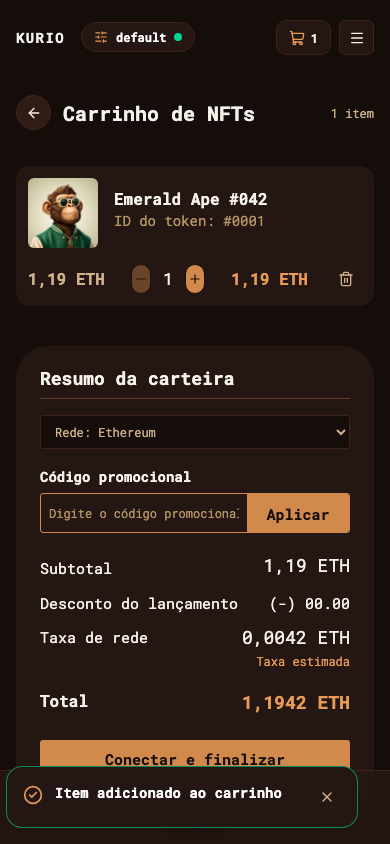 KURIO
default
1
Carrinho de NFTs
1 item
Emerald Ape #042
ID do token: #0001
1,19 ETH
1
1,19 ETH
Resumo da carteira
Rede: Ethereum
Código promocional
Digite o código promocional
Aplicar
Subtotal
1,19 ETH
Desconto do lançamento
(-) 00.00
Taxa de rede
0,0042 ETH
Taxa estimada
Total
1,1942 ETH
Conectar e finalizar
Item adicionado ao carrinho